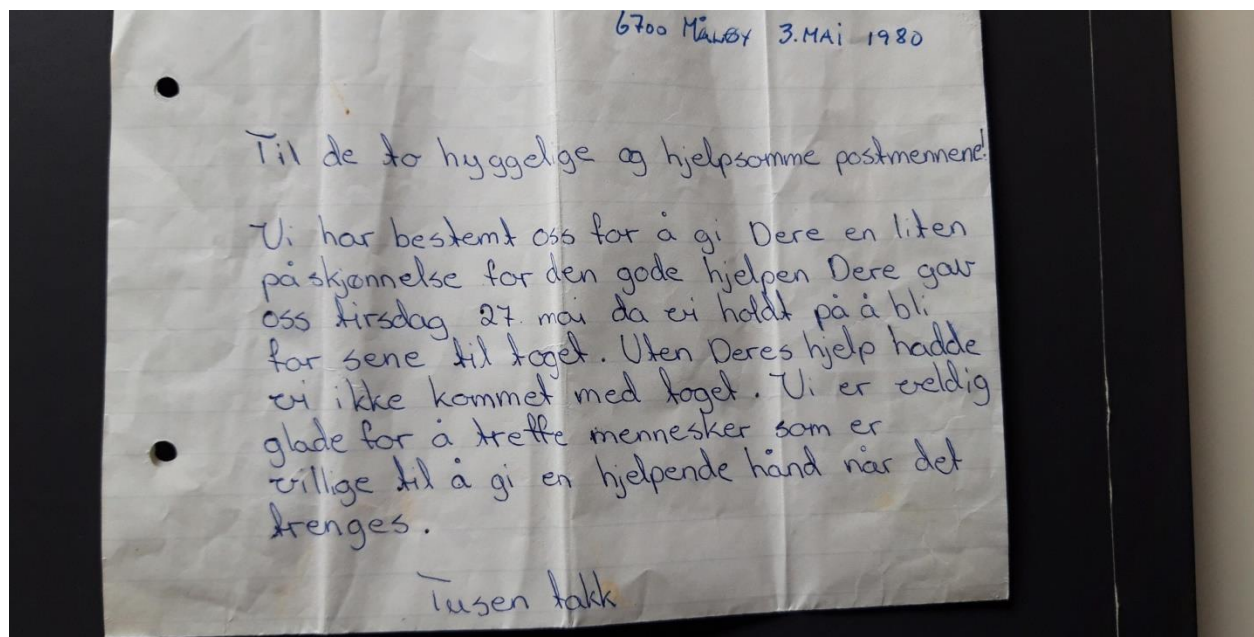 6700 Måløy 3. MAI 1980
Til de to hyggelige og hjelpsomme postmennene!
Vi har bestemt oss for å gi Dere en liten
påskjønnelse for den gode hjelpen Dere gav
oss tirsdag 27. mai da vi holdt på å bli
for sene til toget. Uten Deres hjelp hadde
vi ikke kommet med toget. Vi er veldig
glade for å treffe mennesker som er
villige til å gi en hjelpende hånd når det
trenges.
Tusen takk